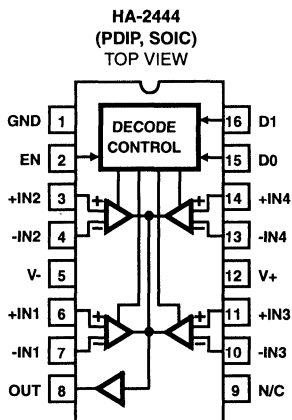 HA-2444
(PDIP, SOIC)
TOP VIEW
GND 1 16 D1
DECODE
CONTROL
EN 2 15 D0
+IN2 3 + + 14 +IN4
-IN2 4 − − 13 -IN4
V- 5 12 V+
+IN1 6 + + 11 +IN3
-IN1 7 − − 10 -IN3
OUT 8 9 N/C